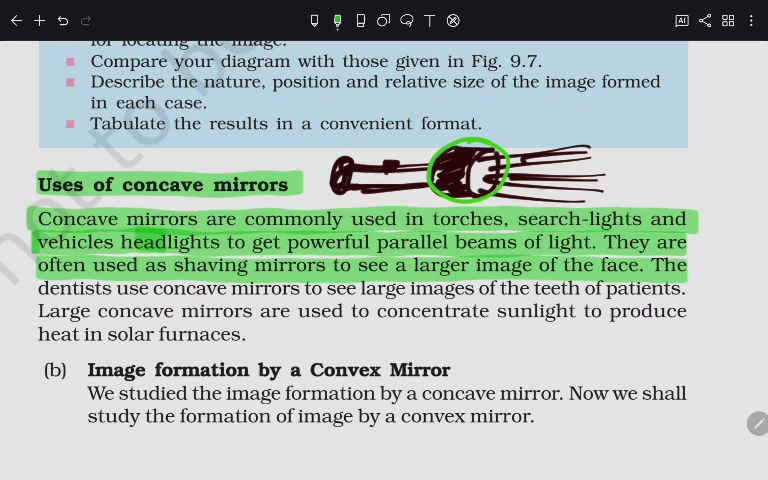 AI
for locating the image.
Compare your diagram with those given in Fig. 9.7.
Describe the nature, position and relative size of the image formed
in each case.
Tabulate the results in a convenient format.
Uses of concave mirrors
Concave mirrors are commonly used in torches, search-lights and
vehicles headlights to get powerful parallel beams of light. They are
often used as shaving mirrors to see a larger image of the face. The
dentists use concave mirrors to see large images of the teeth of patients.
Large concave mirrors are used to concentrate sunlight to produce
heat in solar furnaces.
(b) Image formation by a Convex Mirror
We studied the image formation by a concave mirror. Now we shall
study the formation of image by a convex mirror.